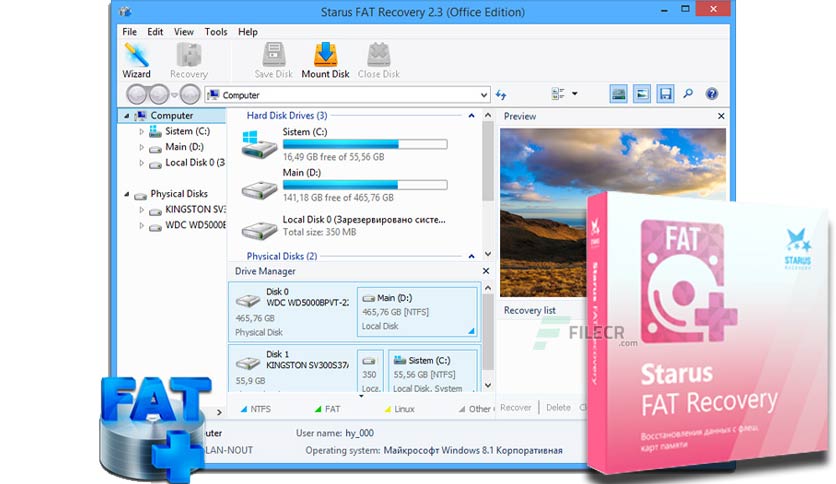 Starus FAT Recovery 2.3 (Office Edition)
File Edit View Tools Help
Wizard Recovery Save Disk Mount Disk Close Disk
Computer
Computer
Sistem (C:)
Main (D:)
Local Disk 0 (З
Physical Disks
KINGSTON SV3
WDC WD5000B
Hard Disk Drives (3)
Sistem (C:)
16,49 GB free of 55,56 GB
Main (D:)
141,18 GB free of 465,76 GB
Local Disk 0 (Зарезервировано систе...
Total size: 350 MB
Physical Disks (2)
Preview
Drive Manager
Disk 0
WDC WD5000BPVT-22
465,76 GB
Physical Disk
Main (D:)
465,76 GB [NTFS]
Local Disk
Disk 1
KINGSTON SV300S37A
55,9 GB
350
Loca.
Sistem (C:)
55,56 GB [NTFS]
Local Disk, System
NTFS FAT Linux Other
Recovery list
FILECR
.com
Recover Delete
User name: hy_000
LAN-NOUT
Operating system: Майкрософт Windows 8.1 Корпоративная
FAT
FAT
STARUS
RECOVERY
Starus FAT Recovery
Starus
FAT Recovery
Восстановления данных с флеш,
карт памяти